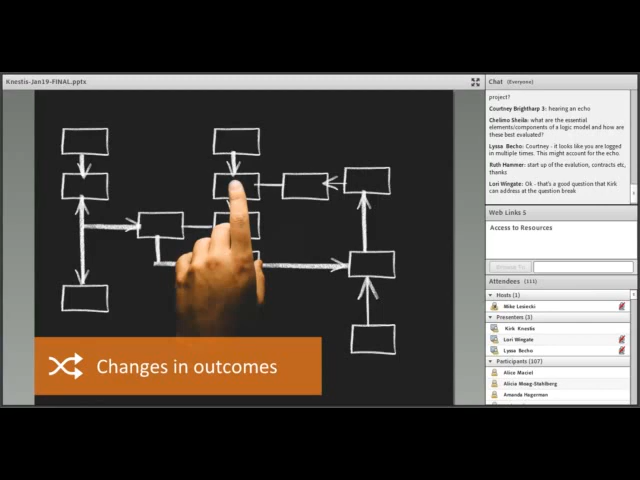 Knestis-Jan19-FINAL.pptx
Changes in outcomes
Chat (Everyone)
project?
Courtney Brightharp 3: hearing an echo
Chelimo Sheila: what are the essential
elements/components of a logic model and how are
these best evaluated?
Lyssa Becho: Courtney - it looks like you are logged
in multiple times. This might account for the echo.
Ruth Hammer: start up of the evalution, contracts etc,
thanks
Lori Wingate: Ok - that's a good question that Kirk
can address at the question break
Web Links 5
Access to Resources
Browse To
Attendees (111)
Hosts (1)
Mike Lesiecki
Presenters (3)
Kirk Knestis
Lori Wingate
Lyssa Becho
Participants (107)
Alice Maciel
Alicia Moag-Stahlberg
Amanda Hagerman